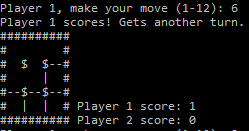 Player 1, make your move (1-12): 6
Player 1 scores! Gets another turn.
##########
#        #
#  $  $--#
#     |  #
#--$--$--#
#  |  |  # Player 1 score: 1
########## Player 2 score: 0